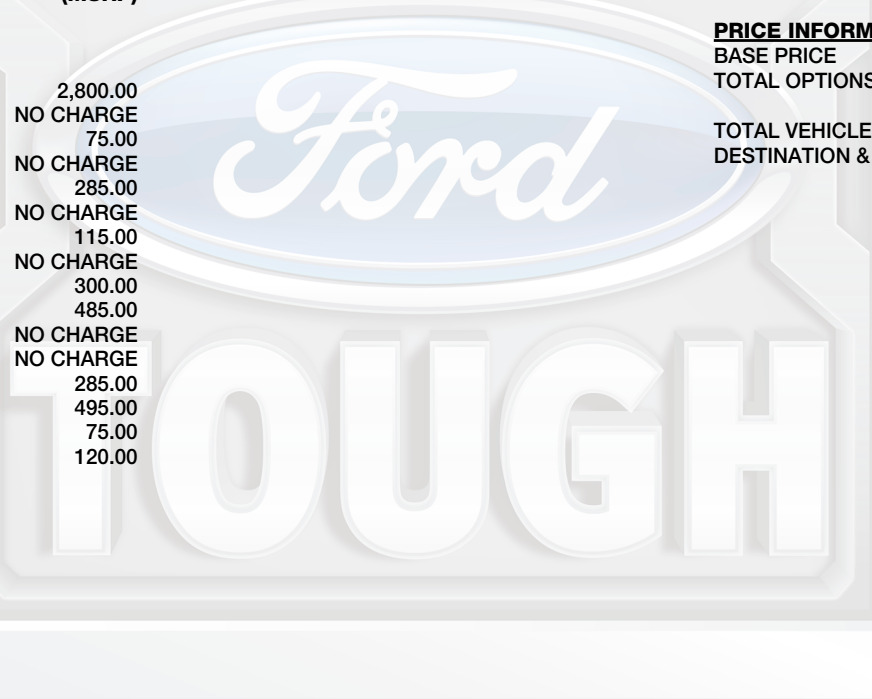 (MSRP)
2,800.00
NO CHARGE
75.00
NO CHARGE
285.00
NO CHARGE
115.00
NO CHARGE
300.00
485.00
NO CHARGE
NO CHARGE
285.00
495.00
75.00
120.00
PRICE INFORM
BASE PRICE
TOTAL OPTIONS
TOTAL VEHICLE
DESTINATION &
Ford
TOUGH